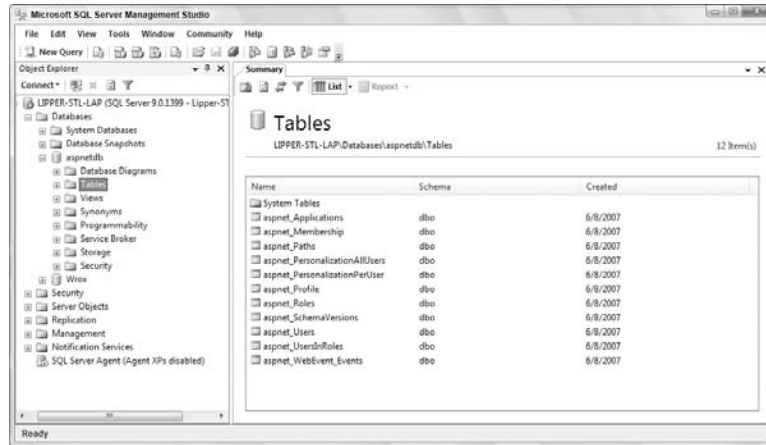 Microsoft SQL Server Management Studio
File Edit View Tools Window Community Help
New Query
Object Explorer
Connect
LIPPER-STL-LAP (SQL Server 9.0.1399 - Lipper-ST
Databases
System Databases
Database Snapshots
aspnetdb
Database Diagrams
Tables
Views
Synonyms
Programmability
Service Broker
Storage
Security
Wrox
Security
Server Objects
Replication
Management
Notification Services
SQL Server Agent (Agent XPs disabled)
Summary
List Report
Tables
LIPPER-STL-LAP\Databases\aspnetdb\Tables 12 Item(s)
Name Schema Created
System Tables
aspnet_Applications dbo 6/8/2007
aspnet_Membership dbo 6/8/2007
aspnet_Paths dbo 6/8/2007
aspnet_PersonalizationAllUsers dbo 6/8/2007
aspnet_PersonalizationPerUser dbo 6/8/2007
aspnet_Profile dbo 6/8/2007
aspnet_Roles dbo 6/8/2007
aspnet_SchemaVersions dbo 6/8/2007
aspnet_Users dbo 6/8/2007
aspnet_UsersInRoles dbo 6/8/2007
aspnet_WebEvent_Events dbo 6/8/2007
Ready